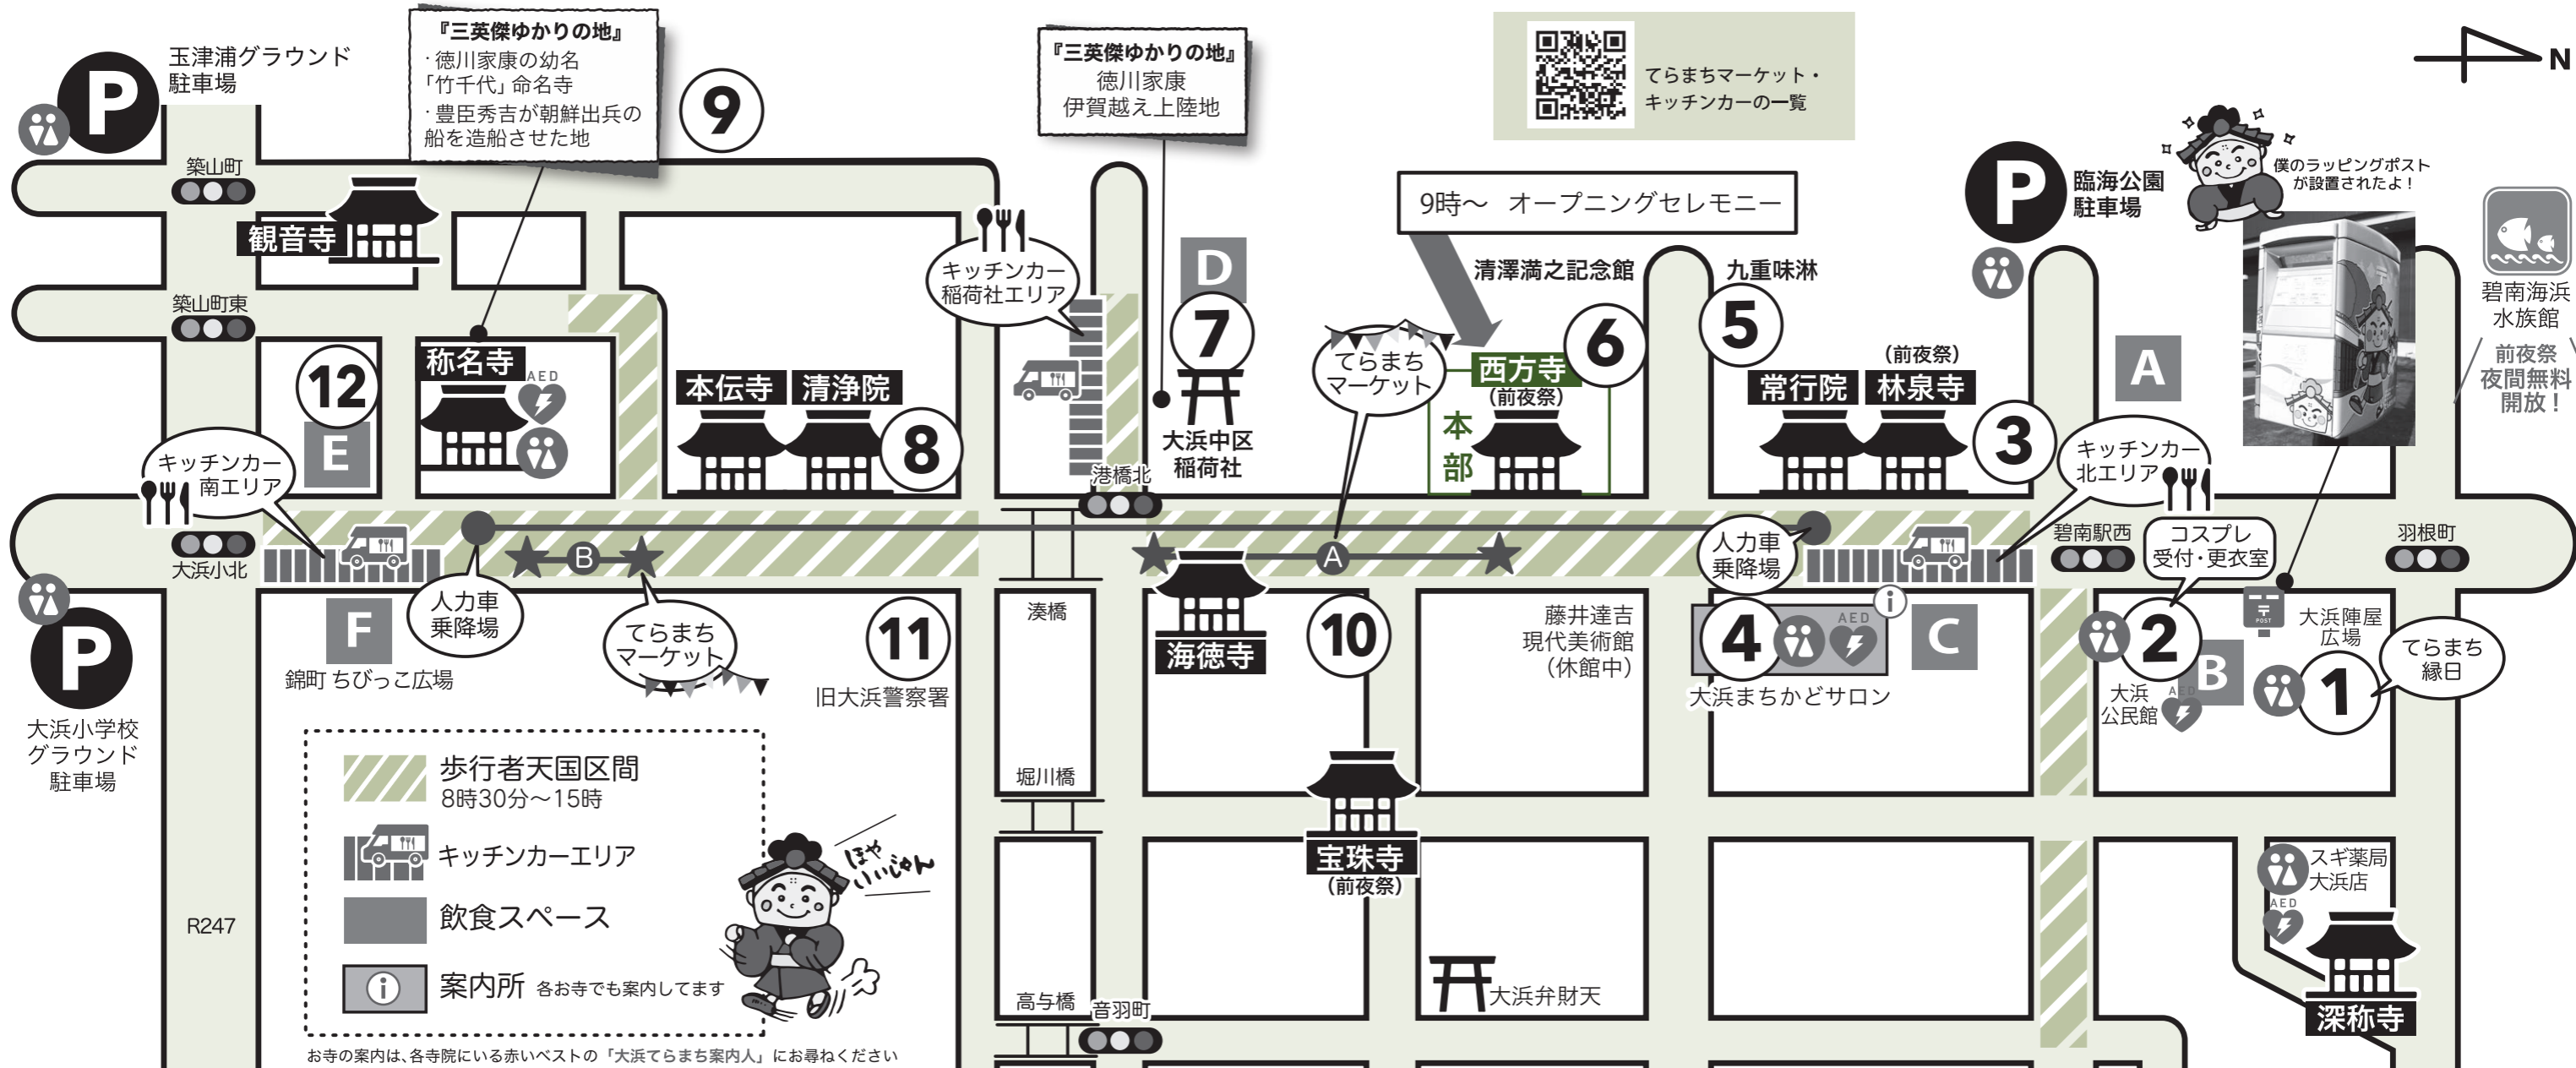 玉津浦グラウンド
駐車場
P
『三英傑ゆかりの地』
·徳川家康の幼名
「竹千代」命名寺
·豊臣秀吉が朝鮮出兵の
船を造船させた地
9
『三英傑ゆかりの地』
徳川家康
伊賀越え上陸地
てらまちマーケット・
キッチンカーの一覧
N
築山町
観音寺
築山町東
キッチンカー
稲荷社エリア
D
7
大浜中区
稲荷社
9時～ オープニングセレモニー
清澤満之記念館
九重味淋
5
6
P
臨海公園
駐車場
僕のラッピングポスト
が設置されたよ！
碧南海浜
水族館
前夜祭
夜間無料
開放！
12
E
称名寺
AED
本伝寺
清浄院
8
てらまち
マーケット
西方寺
（前夜祭）
本
部
（前夜祭）
常行院
林泉寺
3
A
キッチンカー
北エリア
キッチンカー
南エリア
港橋北
大浜小北
B
A
人力車
乗降場
碧南駅西
コスプレ
受付・更衣室
羽根町
P
大浜小学校
グラウンド
駐車場
F
錦町 ちびっこ広場
人力車
乗降場
てらまち
マーケット
11
旧大浜警察署
湊橋
海徳寺
10
藤井達吉
現代美術館
（休館中）
4
AED
i
C
大浜まちかどサロン
2
大浜
公民館
AED
B
〒
POST
大浜陣屋
広場
1
てらまち
縁日
歩行者天国区間
8時30分～15時
キッチンカーエリア
飲食スペース
i
案内所 各お寺でも案内してます
ほや
いいじゃん
お寺の案内は、各寺院にいる赤いベストの「大浜てらまち案内人」にお尋ねください
R247
堀川橋
宝珠寺
（前夜祭）
高与橋
音羽町
大浜弁財天
スギ薬局
大浜店
AED
深称寺